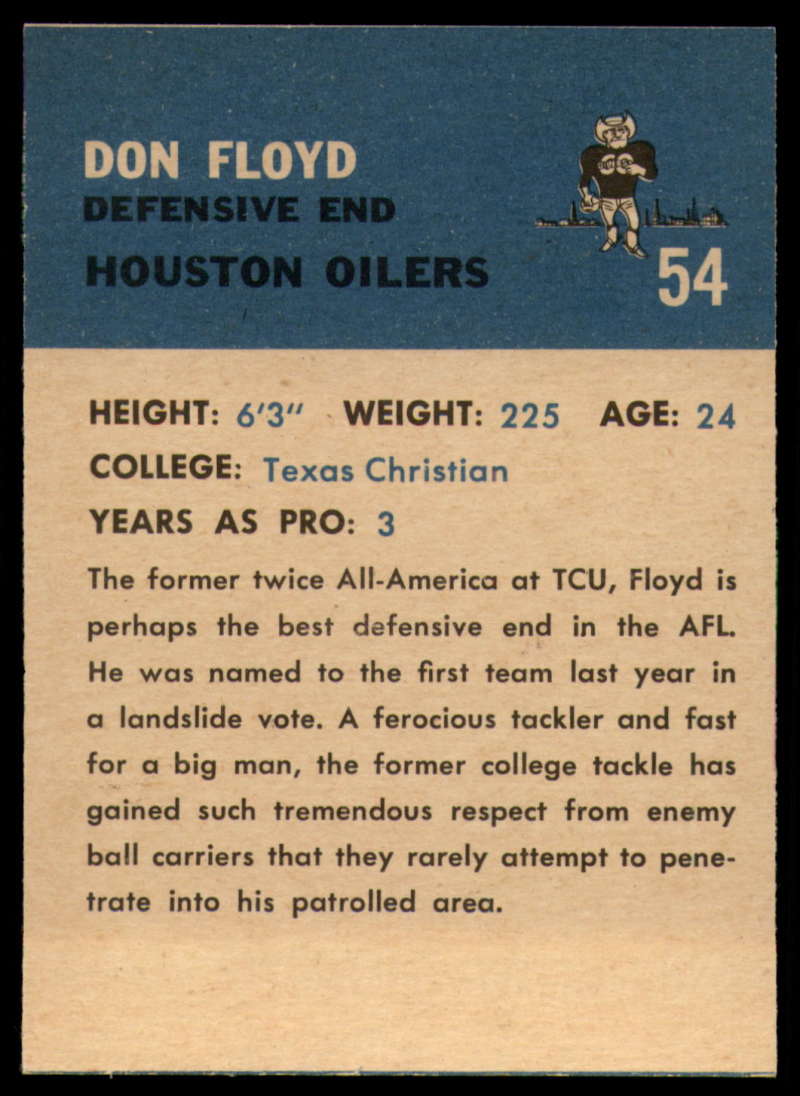 DON FLOYD
DEFENSIVE END
HOUSTON OILERS
54
HEIGHT: 6'3" WEIGHT: 225 AGE: 24
COLLEGE: Texas Christian
YEARS AS PRO: 3
The former twice All-America at TCU, Floyd is
perhaps the best defensive end in the AFL.
He was named to the first team last year in
a landslide vote. A ferocious tackler and fast
for a big man, the former college tackle has
gained such tremendous respect from enemy
ball carriers that they rarely attempt to pene-
trate into his patrolled area.